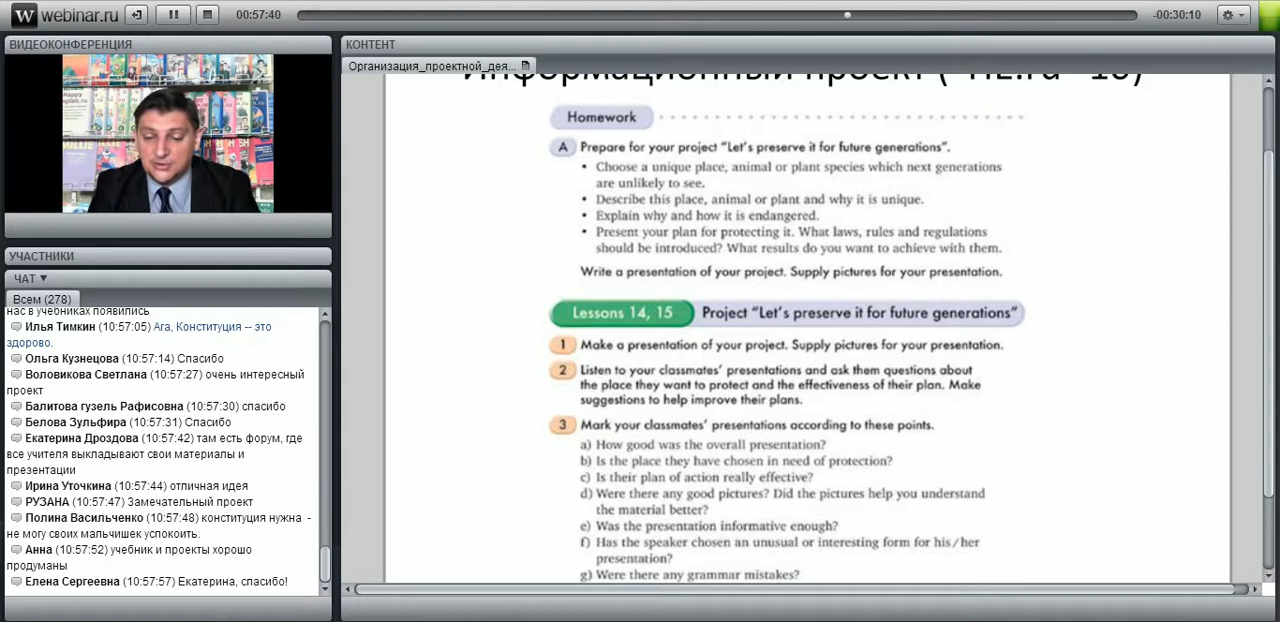 W webinar.ru
00:57:40
-00:30:10
ВИДЕОКОНФЕРЕНЦИЯ
УЧАСТНИКИ
ЧАТ
Всем (278)
нас в учебниках появились
Илья Тимкин (10:57:05) Ага, Конституция -- это
здорово.
Ольга Кузнецова (10:57:14) Спасибо
Воловикова Светлана (10:57:27) очень интересный
проект
Балитова гузель Рафисовна (10:57:30) спасибо
Белова Зульфира (10:57:31) Спасибо
Екатерина Дроздова (10:57:42) там есть форум, где
все учителя выкладывают свои материалы и
презентации
Ирина Уточкина (10:57:44) отличная идея
РУЗАНА (10:57:47) Замечательный проект
Полина Васильченко (10:57:48) конституция нужна -
не могу своих мальчишек успокоить.
Анна (10:57:52) учебник и проекты хорошо
продуманы
Елена Сергеевна (10:57:57) Екатерина, спасибо!
КОНТЕНТ
Организация_проектной_дея...
Информационный проект (
Homework
A Prepare for your project “Let’s preserve it for future generations”.
• Choose a unique place, animal or plant species which next generations
are unlikely to see.
• Describe this place, animal or plant and why it is unique.
• Explain why and how it is endangered.
• Present your plan for protecting it. What laws, rules and regulations
should be introduced? What results do you want to achieve with them.
Write a presentation of your project. Supply pictures for your presentation.
Lessons 14, 15 Project “Let’s preserve it for future generations”
1 Make a presentation of your project. Supply pictures for your presentation.
2 Listen to your classmates’ presentations and ask them questions about
the place they want to protect and the effectiveness of their plan. Make
suggestions to help improve their plans.
3 Mark your classmates’ presentations according to these points.
a) How good was the overall presentation?
b) Is the place they have chosen in need of protection?
c) Is their plan of action really effective?
d) Were there any good pictures? Did the pictures help you understand
the material better?
e) Was the presentation informative enough?
f) Has the speaker chosen an unusual or interesting form for his/her
presentation?
g) Were there any grammar mistakes?